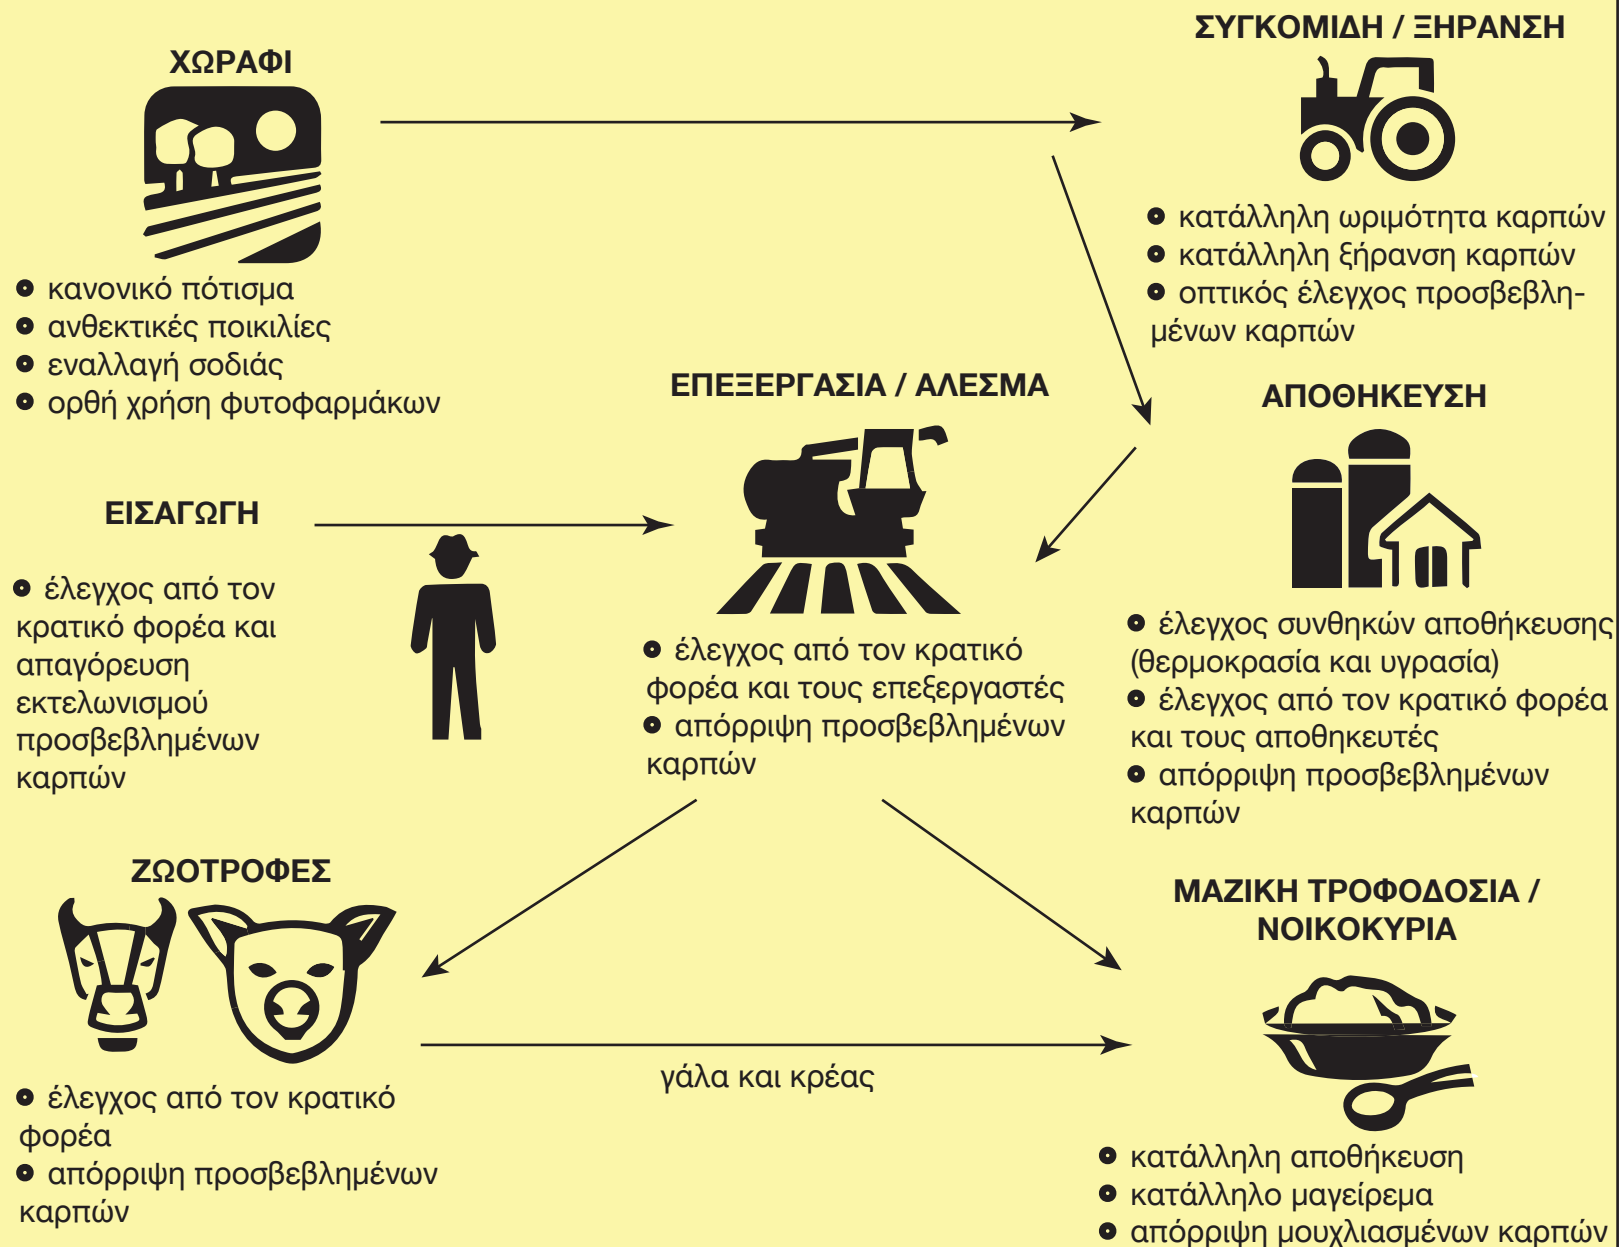 ΧΩΡΑΦΙ
• κανονικό πότισμα
• ανθεκτικές ποικιλίες
• εναλλαγή σοδιάς
• ορθή χρήση φυτοφαρμάκων
ΣΥΓΚΟΜΙΔΗ / ΞΗΡΑΝΣΗ
• κατάλληλη ωριμότητα καρπών
• κατάλληλη ξήρανση καρπών
• οπτικός έλεγχος προσβεβλη-
μένων καρπών
ΕΙΣΑΓΩΓΗ
• έλεγχος από τον
κρατικό φορέα και
απαγόρευση
εκτελωνισμού
προσβεβλημένων
καρπών
ΕΠΕΞΕΡΓΑΣΙΑ / ΑΛΕΣΜΑ
• έλεγχος από τον κρατικό
φορέα και τους επεξεργαστές
• απόρριψη προσβεβλημένων
καρπών
ΑΠΟΘΗΚΕΥΣΗ
• έλεγχος συνθηκών αποθήκευσης
(θερμοκρασία και υγρασία)
• έλεγχος από τον κρατικό φορέα
και τους αποθηκευτές
• απόρριψη προσβεβλημένων
καρπών
ΖΩΟΤΡΟΦΕΣ
• έλεγχος από τον κρατικό
φορέα
• απόρριψη προσβεβλημένων
καρπών
γάλα και κρέας
ΜΑΖΙΚΗ ΤΡΟΦΟΔΟΣΙΑ /
ΝΟΙΚΟΚΥΡΙΑ
• κατάλληλη αποθήκευση
• κατάλληλο μαγείρεμα
• απόρριψη μουχλιασμένων καρπών